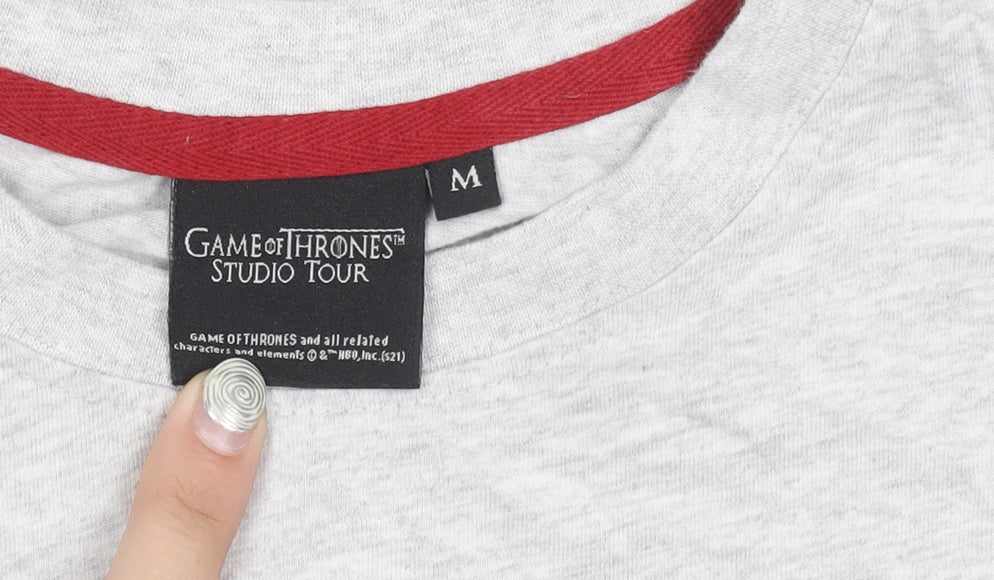 GAME OF THRONES™
STUDIO TOUR
GAME OF THRONES and all related
characters and elements © & ™ HBO, Inc. (s21)
M